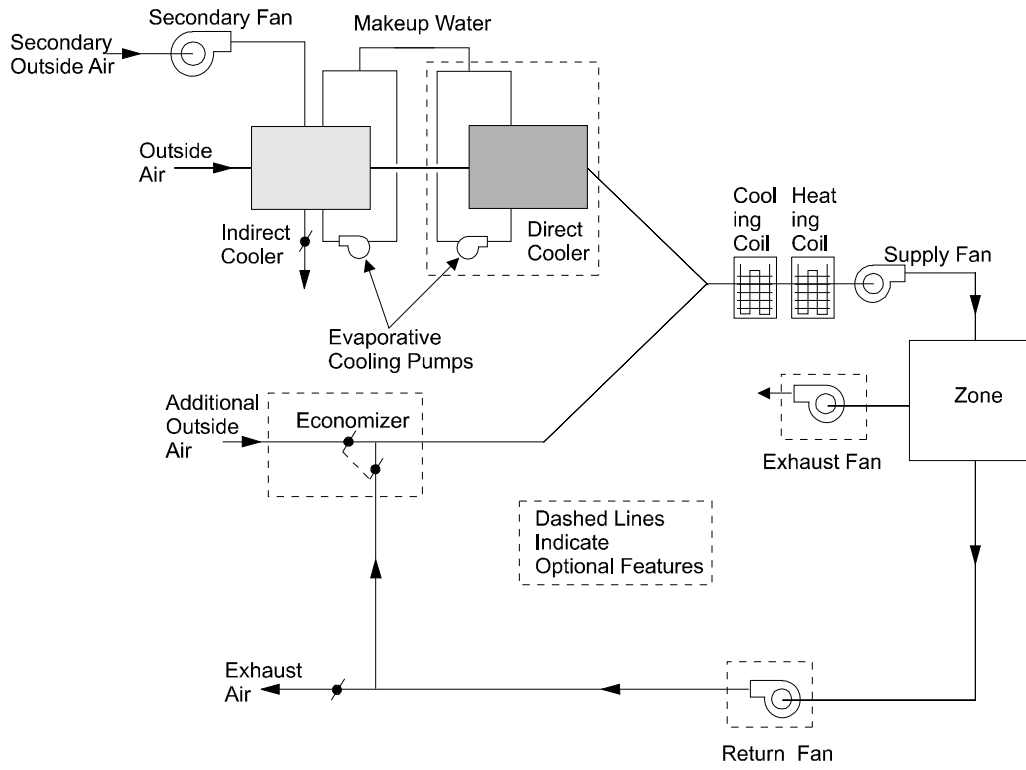 Secondary Fan
Makeup Water
Secondary
Outside Air
Outside
Air
Indirect
Cooler
Direct
Cooler
Cool
ing
Coil
Heat
ing
Coil
Supply Fan
Evaporative
Cooling Pumps
Additional
Outside
Air
Economizer
Zone
Exhaust Fan
Dashed Lines
Indicate
Optional Features
Exhaust
Air
Return Fan